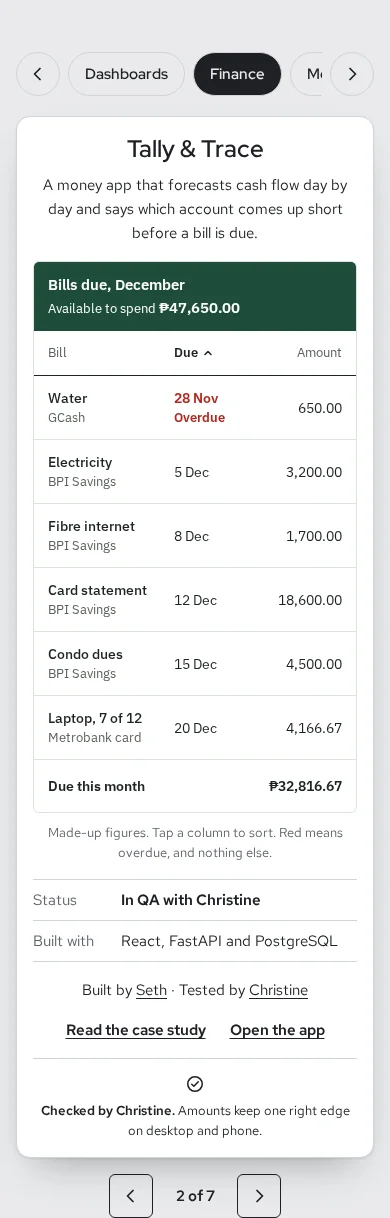 Dashboards
Finance
Tally & Trace
A money app that forecasts cash flow day by
day and says which account comes up short
before a bill is due.
Bills due, December
Available to spend ₱47,650.00
Bill Due Amount
Water 28 Nov 650.00
GCash Overdue
Electricity 5 Dec 3,200.00
BPI Savings
Fibre internet 8 Dec 1,700.00
BPI Savings
Card statement 12 Dec 18,600.00
BPI Savings
Condo dues 15 Dec 4,500.00
BPI Savings
Laptop, 7 of 12 20 Dec 4,166.67
Metrobank card
Due this month ₱32,816.67
Made-up figures. Tap a column to sort. Red means
overdue, and nothing else.
Status In QA with Christine
Built with React, FastAPI and PostgreSQL
Built by Seth · Tested by Christine
Read the case study Open the app
Checked by Christine. Amounts keep one right edge
on desktop and phone.
2 of 7